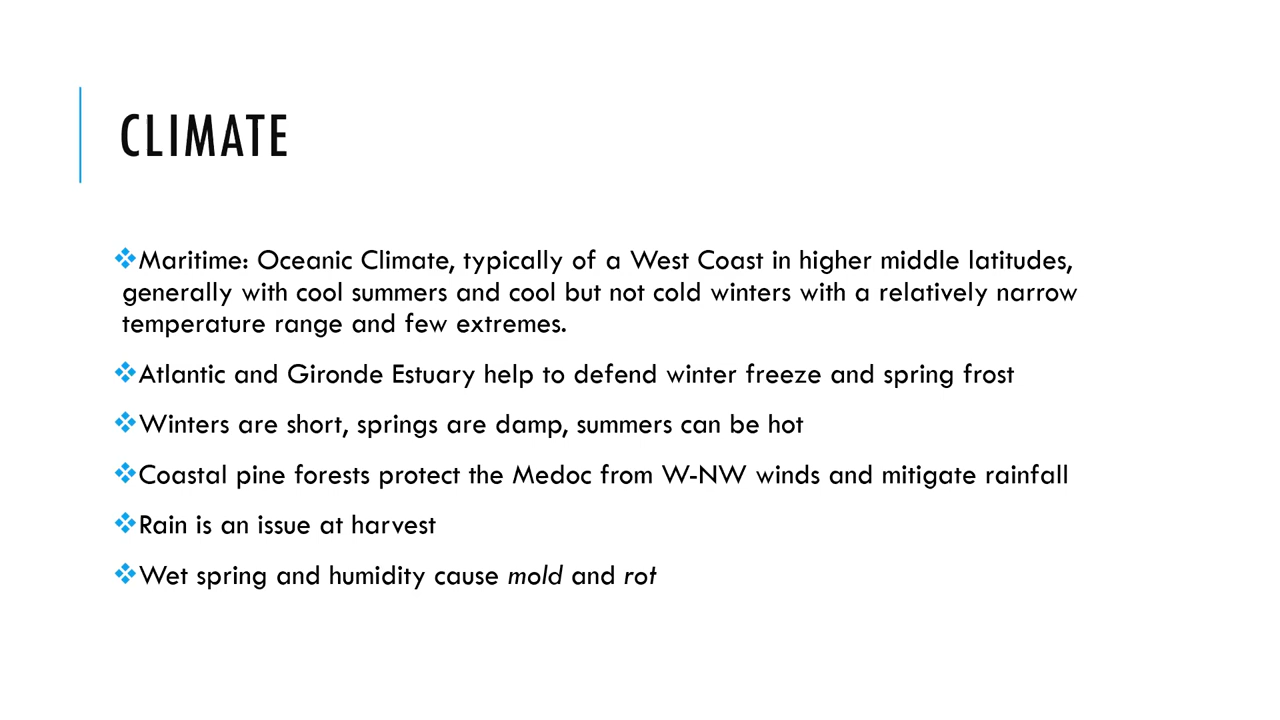 CLIMATE
❖Maritime: Oceanic Climate, typically of a West Coast in higher middle latitudes,
generally with cool summers and cool but not cold winters with a relatively narrow
temperature range and few extremes.
❖Atlantic and Gironde Estuary help to defend winter freeze and spring frost
❖Winters are short, springs are damp, summers can be hot
❖Coastal pine forests protect the Medoc from W-NW winds and mitigate rainfall
❖Rain is an issue at harvest
❖Wet spring and humidity cause mold and rot